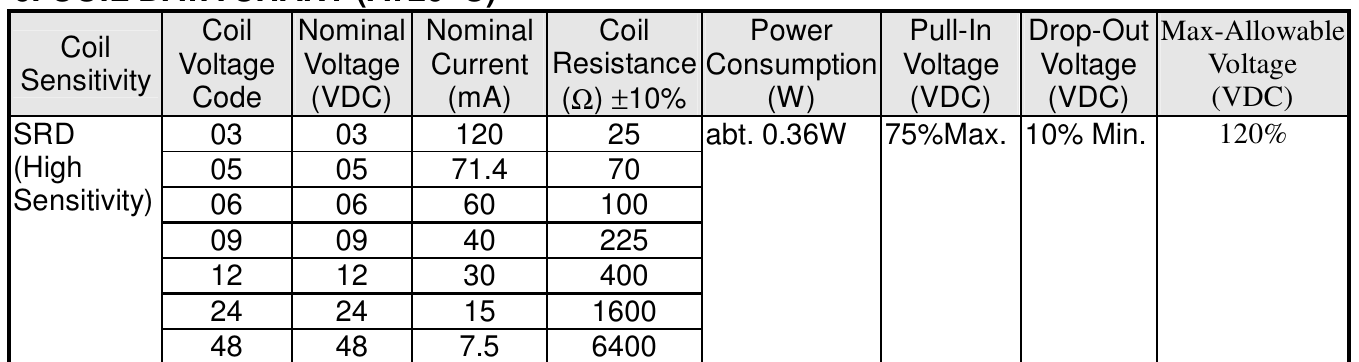 Coil Sensitivity | Coil Voltage Code | Nominal Voltage (VDC) | Nominal Current (mA) | Coil Resistance (Ω) ±10% | Power Consumption (W) | Pull-In Voltage (VDC) | Drop-Out Voltage (VDC) | Max-Allowable Voltage (VDC)
SRD (High Sensitivity) | 03 | 03 | 120 | 25 | abt. 0.36W | 75%Max. | 10% Min. | 120%
05 | 05 | 71.4 | 70
06 | 06 | 60 | 100
09 | 09 | 40 | 225
12 | 12 | 30 | 400
24 | 24 | 15 | 1600
48 | 48 | 7.5 | 6400